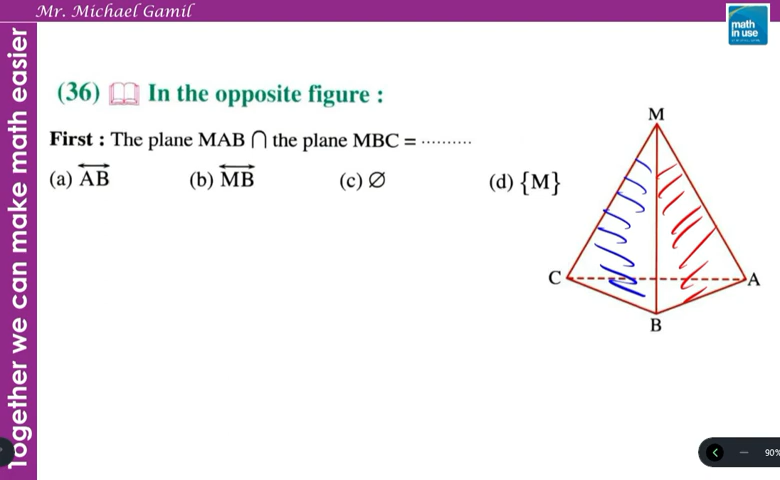 Mr. Michael Gamil
math
in use
Together we can make math easier
(36) In the opposite figure :
First : The plane MAB ∩ the plane MBC = ..........
(a) AB (b) MB (c) ∅ (d) {M}
M
C
A
B
90%